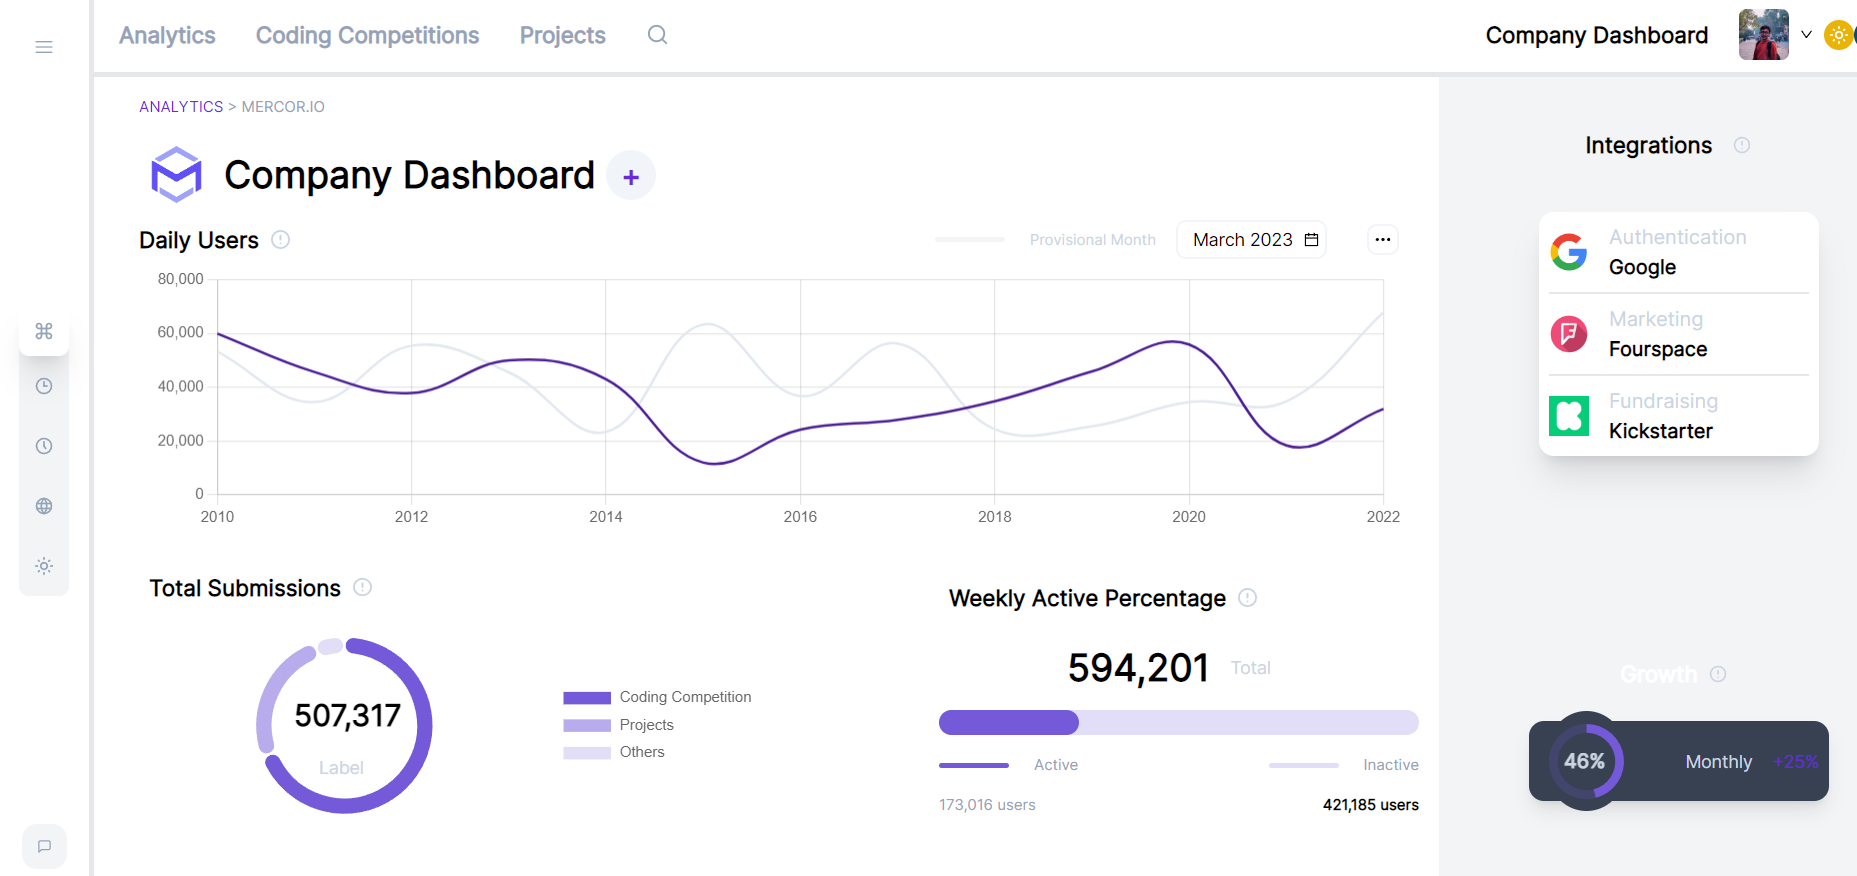 Analytics
Coding Competitions
Projects
Company Dashboard
ANALYTICS > MERCOR.IO
Company Dashboard
+
Daily Users
Provisional Month
March 2023
80,000
60,000
40,000
20,000
0
2010 2012 2014 2016 2018 2020 2022
Total Submissions
507,317
Label
Coding Competition
Projects
Others
Weekly Active Percentage
594,201 Total
Active
Inactive
173,016 users
421,185 users
Integrations
Authentication
Google
Marketing
Fourspace
Fundraising
Kickstarter
Growth
46%
Monthly +25%